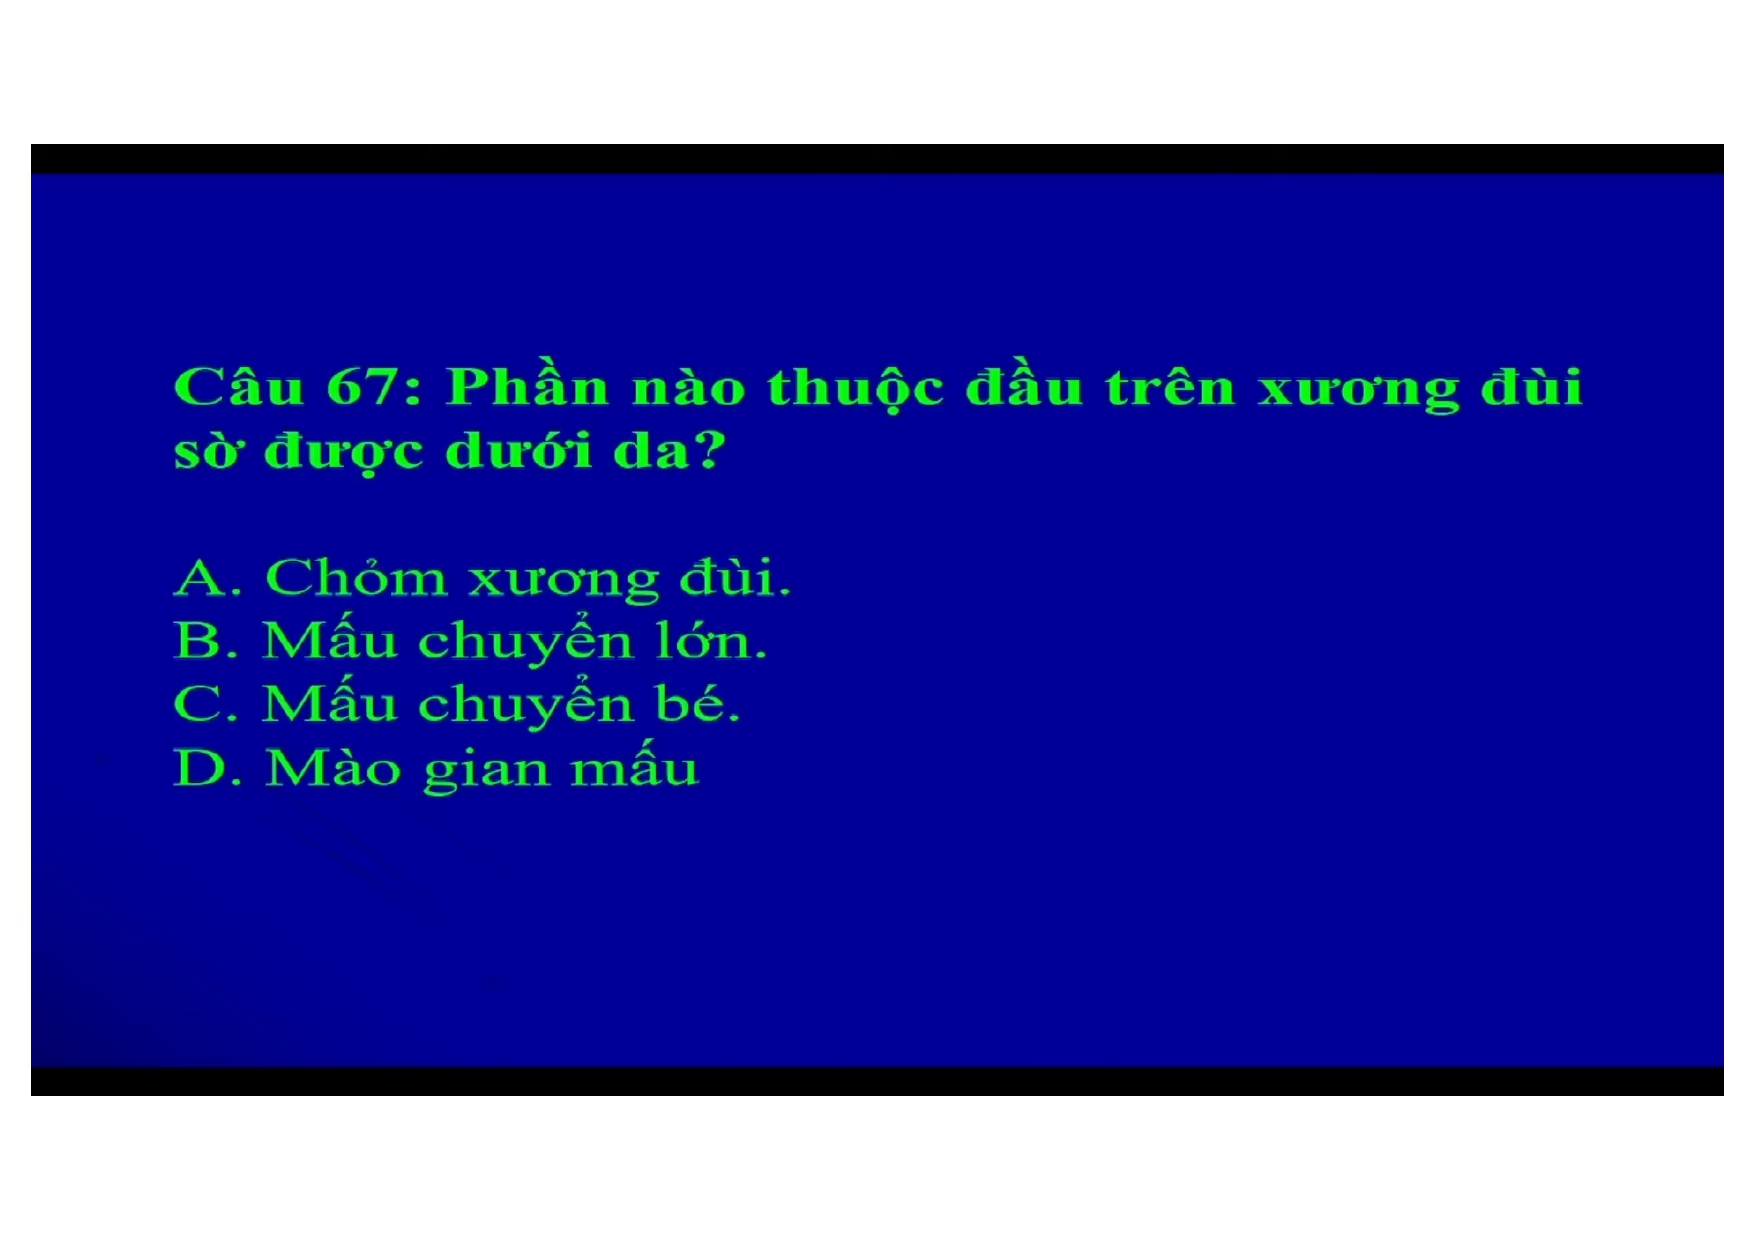 Câu 67: Phần nào thuộc đầu trên xương đùi
sờ được dưới da?
A. Chỏm xương đùi.
B. Mấu chuyển lớn.
C. Mấu chuyển bé.
D. Mào gian mấu